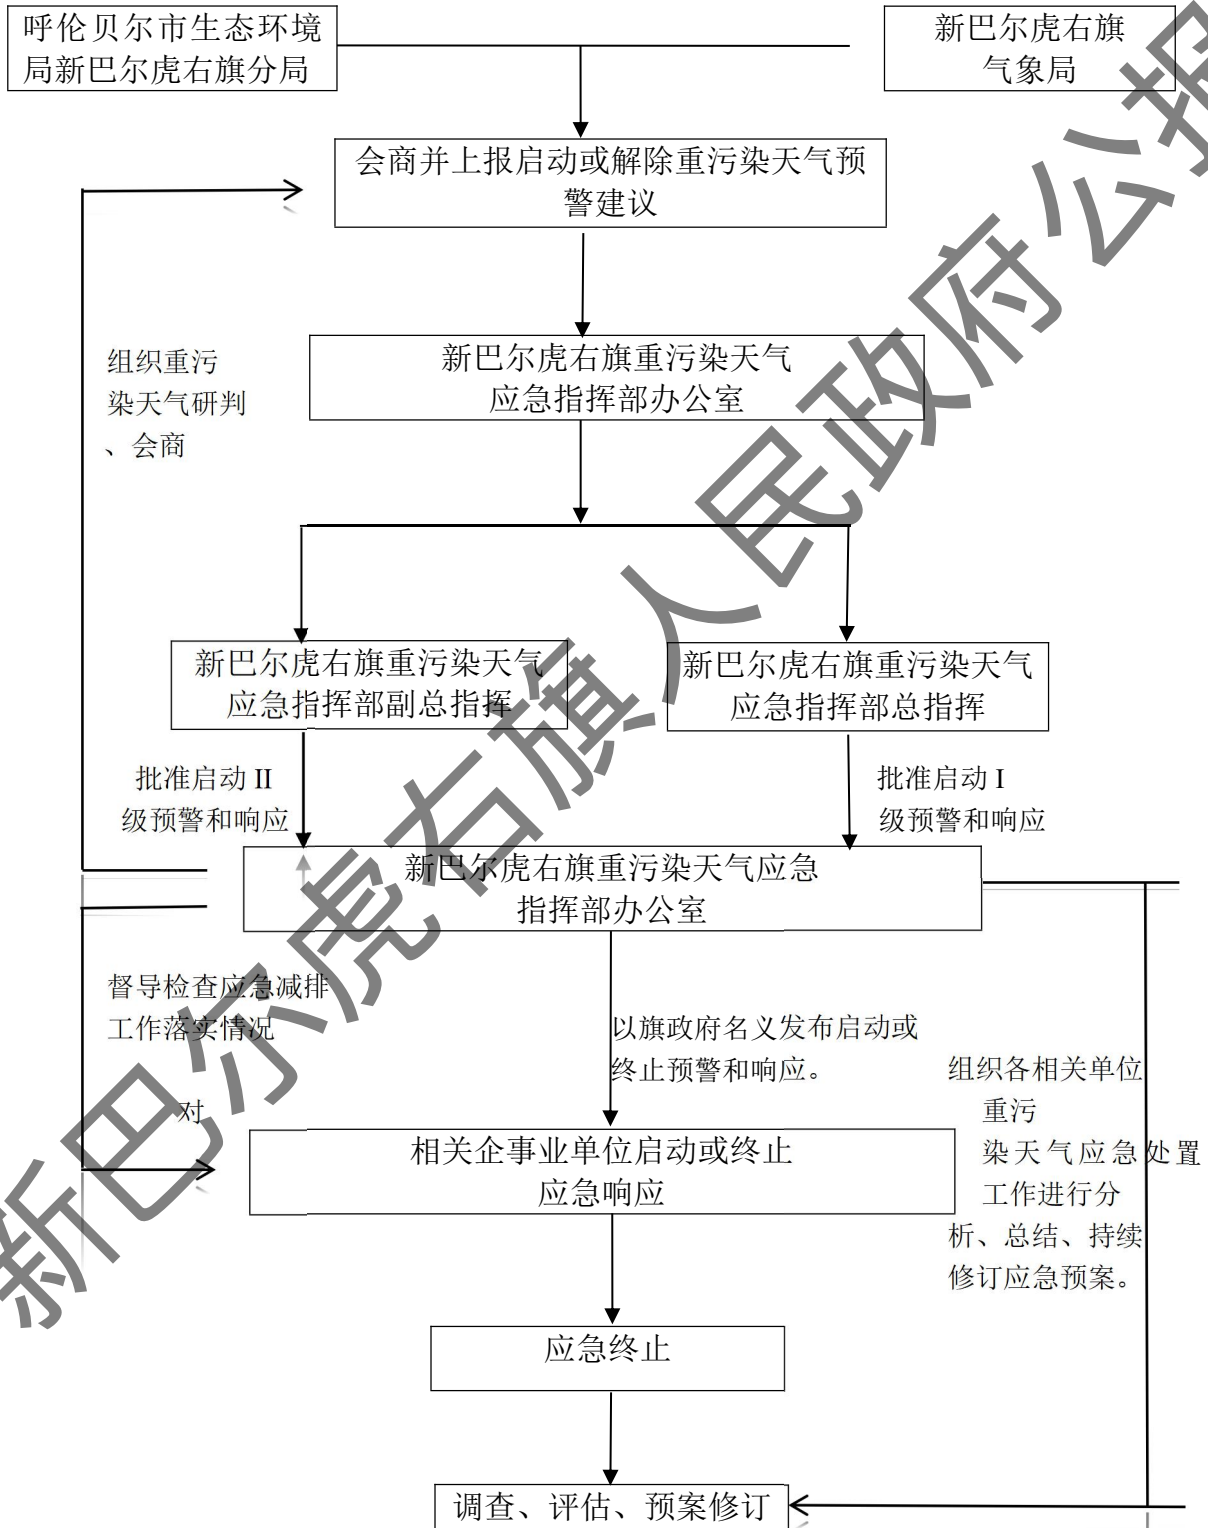 呼伦贝尔市生态环境
局新巴尔虎右旗分局
新巴尔虎右旗
气象局
会商并上报启动或解除重污染天气预
警建议
组织重污
染天气研判
、会商
新巴尔虎右旗重污染天气
应急指挥部办公室
新巴尔虎右旗重污染天气
应急指挥部副总指挥
新巴尔虎右旗重污染天气
应急指挥部总指挥
批准启动 II
级预警和响应
批准启动 I
级预警和响应
新巴尔虎右旗重污染天气应急
指挥部办公室
督导检查应急减排
工作落实情况
对
以旗政府名义发布启动或
终止预警和响应。
组织各相关单位
重污
染天气应急处置
工作进行分
析、总结、持续
修订应急预案。
相关企事业单位启动或终止
应急响应
应急终止
调查、评估、预案修订
新巴尔虎右旗人民政府公报